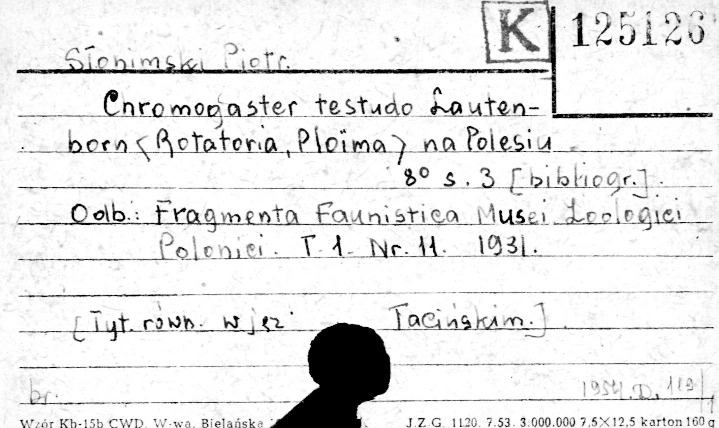 K 125126
Słonimski Piotr.
Chromogaster testudo Lauten-
born <Rotatoria, Ploïma> na Polesiu
8° s. 3 [bibliogr.].
Odb.: Fragmenta Faunistica Musei Zoologici
Polonici. T. 1. Nr. 11. 1931.
[Tyt. równ. w jęz. łacińskim.]
br. 1954.D.
Wzór Kb-15b CWD. W-wa, Bielańska J.Z.G. 1120. 7.53. 3.000.000 7,5×12,5 karton 160 g